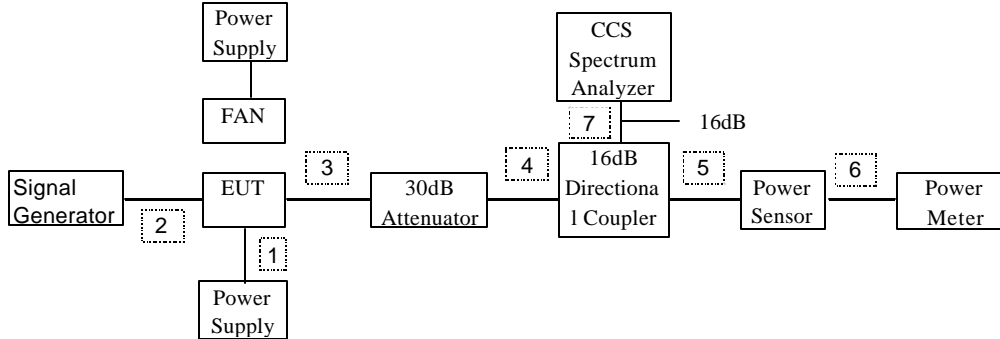 Power
Supply
CCS
Spectrum
Analyzer
FAN
7
16dB
3
4
16dB
Directiona
l Coupler
5
6
Signal
Generator
EUT
30dB
Attenuator
Power
Sensor
Power
Meter
2
1
Power
Supply